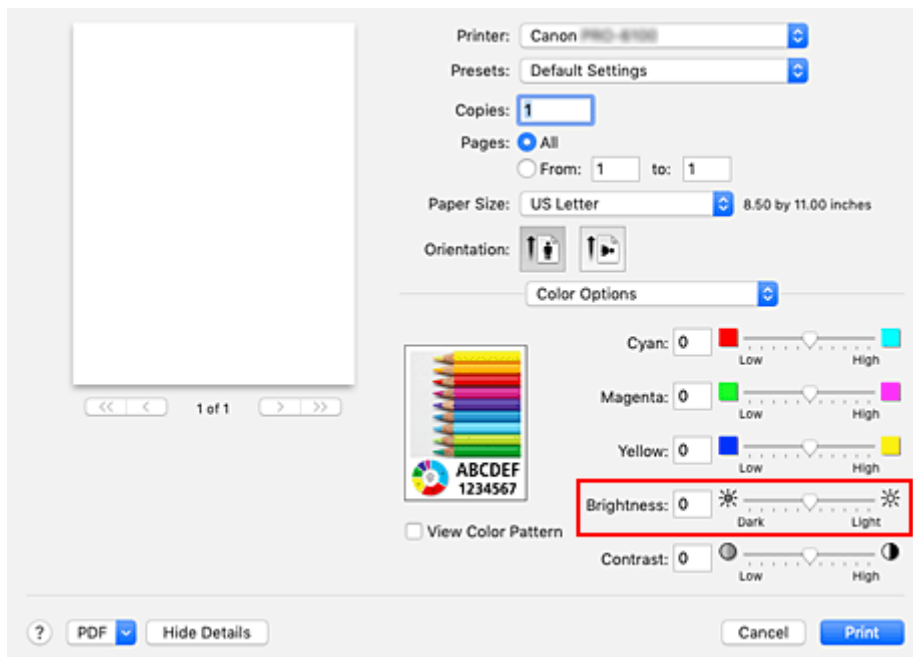 Printer: Canon
Presets: Default Settings
Copies: 1
Pages: All
From: 1 to: 1
Paper Size: US Letter 8.50 by 11.00 inches
Orientation:
Color Options
Cyan: 0
Low High
Magenta: 0
Low High
Yellow: 0
Low High
Brightness: 0
Dark Light
Contrast: 0
Low High
ABCDEF
1234567
View Color Pattern
<< < 1 of 1 > >>
? PDF Hide Details Cancel Print